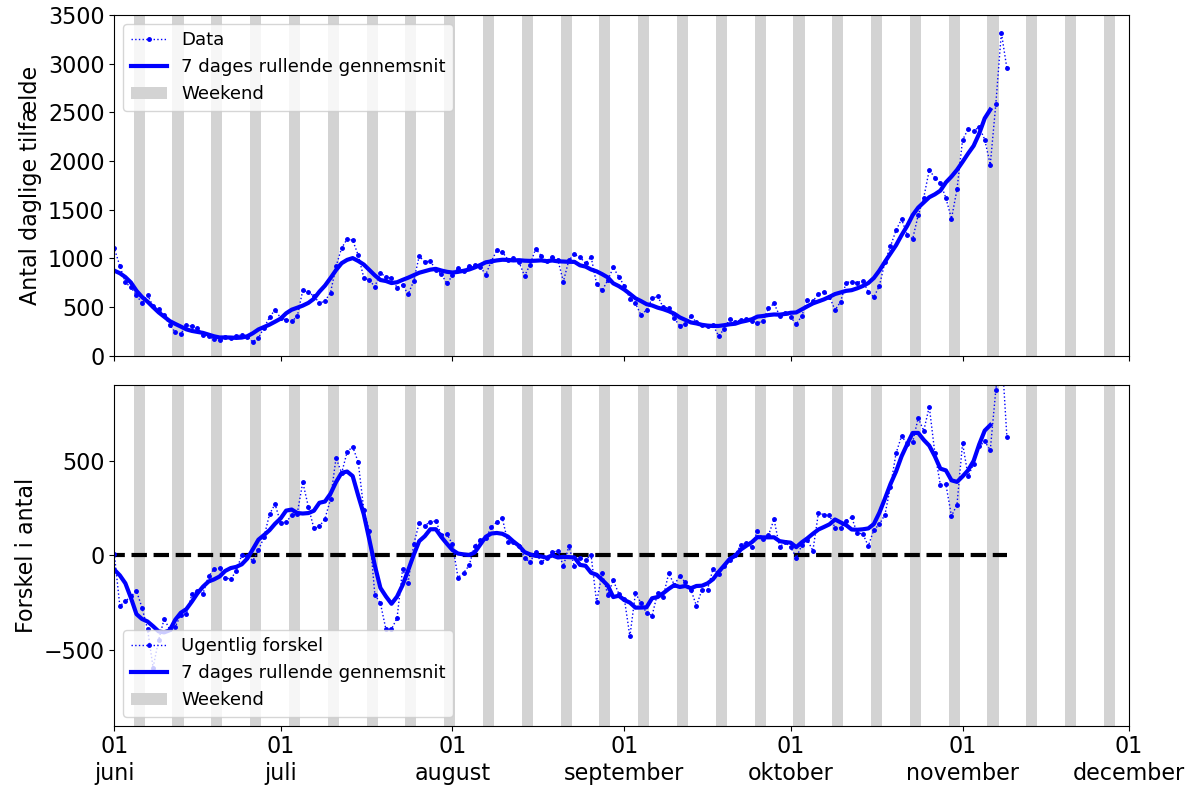 3500
3000
2500
2000
1500
1000
500
0
Antal daglige tilfælde
Data
7 dages rullende gennemsnit
Weekend
500
0
−500
Forskel i antal
Ugentlig forskel
7 dages rullende gennemsnit
Weekend
01 01 01 01 01 01 01
juni juli august september oktober november december